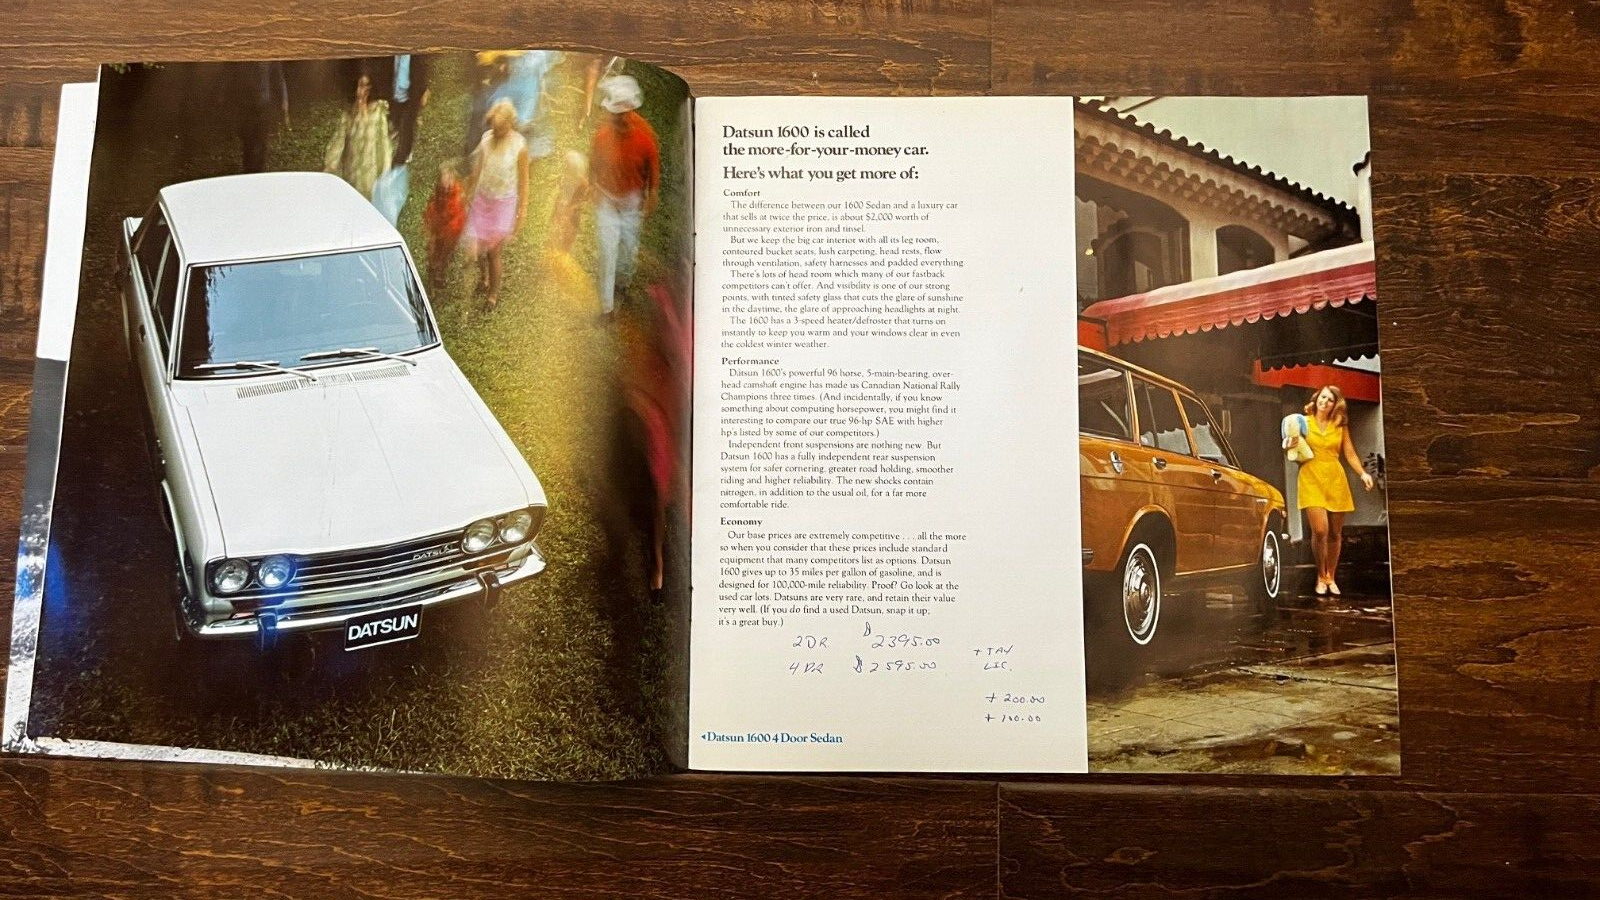 DATSUN
DATSUN
Datsun 1600 is called
the more-for-your-money car.
Here's what you get more of:
Comfort
The difference between our 1600 Sedan and a luxury car
that sells at twice the price, is about $2,000 worth of
unnecessary exterior iron and tinsel.
But we keep the big car interior with all its leg room,
contoured bucket seats, lush carpeting, head rests, flow
through ventilation, safety harnesses and padded everything.
There's lots of head room which many of our fastback
competitors can't offer. And visibility is one of our strong
points, with tinted safety glass that cuts the glare of sunshine
in the daytime, the glare of approaching headlights at night.
The 1600 has a 3-speed heater/defroster that turns on
instantly to keep you warm and your windows clear in even
the coldest winter weather.
Performance
Datsun 1600's powerful 96 horse, 5-main-bearing, over-
head camshaft engine has made us Canadian National Rally
Champions three times. (And incidentally, if you know
something about computing horsepower, you might find it
interesting to compare our true 96-hp SAE with higher
hp's listed by some of our competitors.)
Independent front suspensions are nothing new. But
Datsun 1600 has a fully independent rear suspension
system for safer cornering, greater road holding, smoother
riding and higher reliability. The new shocks contain
nitrogen, in addition to the usual oil, for a far more
comfortable ride.
Economy
Our base prices are extremely competitive . . . all the more
so when you consider that these prices include standard
equipment that many competitors list as options. Datsun
1600 gives up to 35 miles per gallon of gasoline, and is
designed for 100,000-mile reliability. Proof? Go look at the
used car lots. Datsuns are very rare, and retain their value
very well. (If you do find a used Datsun, snap it up;
it's a great buy.)
2 DR $2395.00
4 DR $2595.00
+ TAX
LIC.
+ 200.00
+ 100.00
Datsun 1600 4 Door Sedan